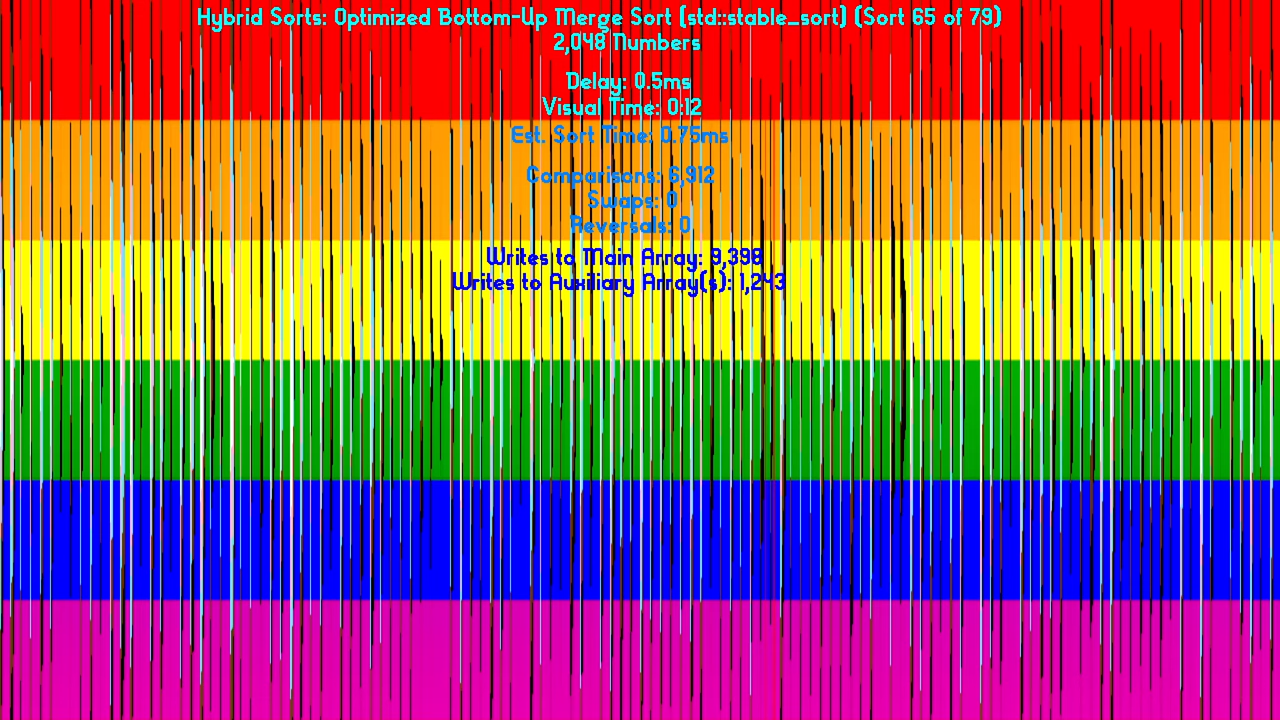 Hybrid Sorts: Optimized Bottom-Up Merge Sort (std::stable_sort) (Sort 65 of 79)
2,048 Numbers
Delay: 0.5ms
Visual Time: 0:12
Est. Sort Time: 0.75ms
Comparisons: 6,912
Swaps: 0
Reversals: 0
Writes to Main Array: 9,398
Writes to Auxiliary Array(s): 1,243